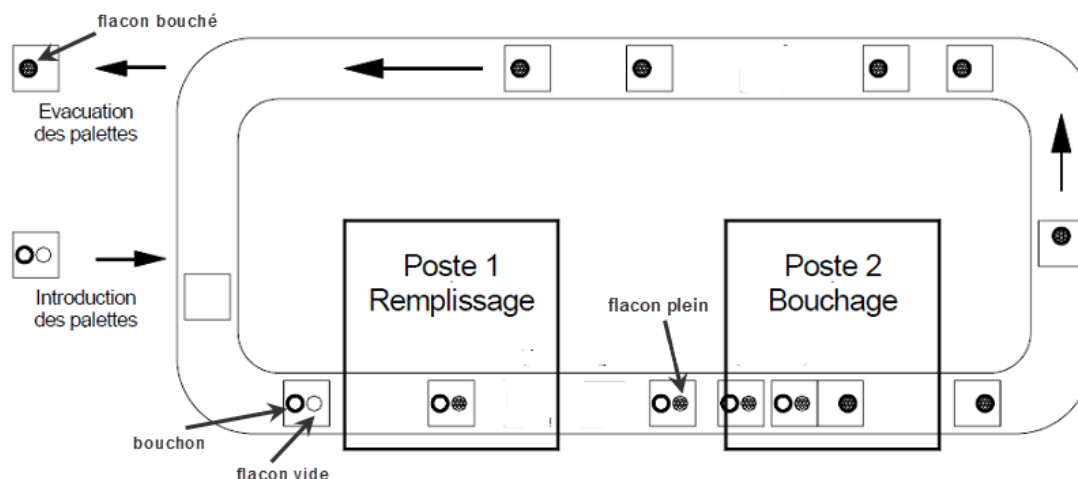 flacon bouché
Evacuation
des palettes
Introduction
des palettes
Poste 1
Remplissage
Poste 2
Bouchage
flacon plein
bouchon
flacon vide